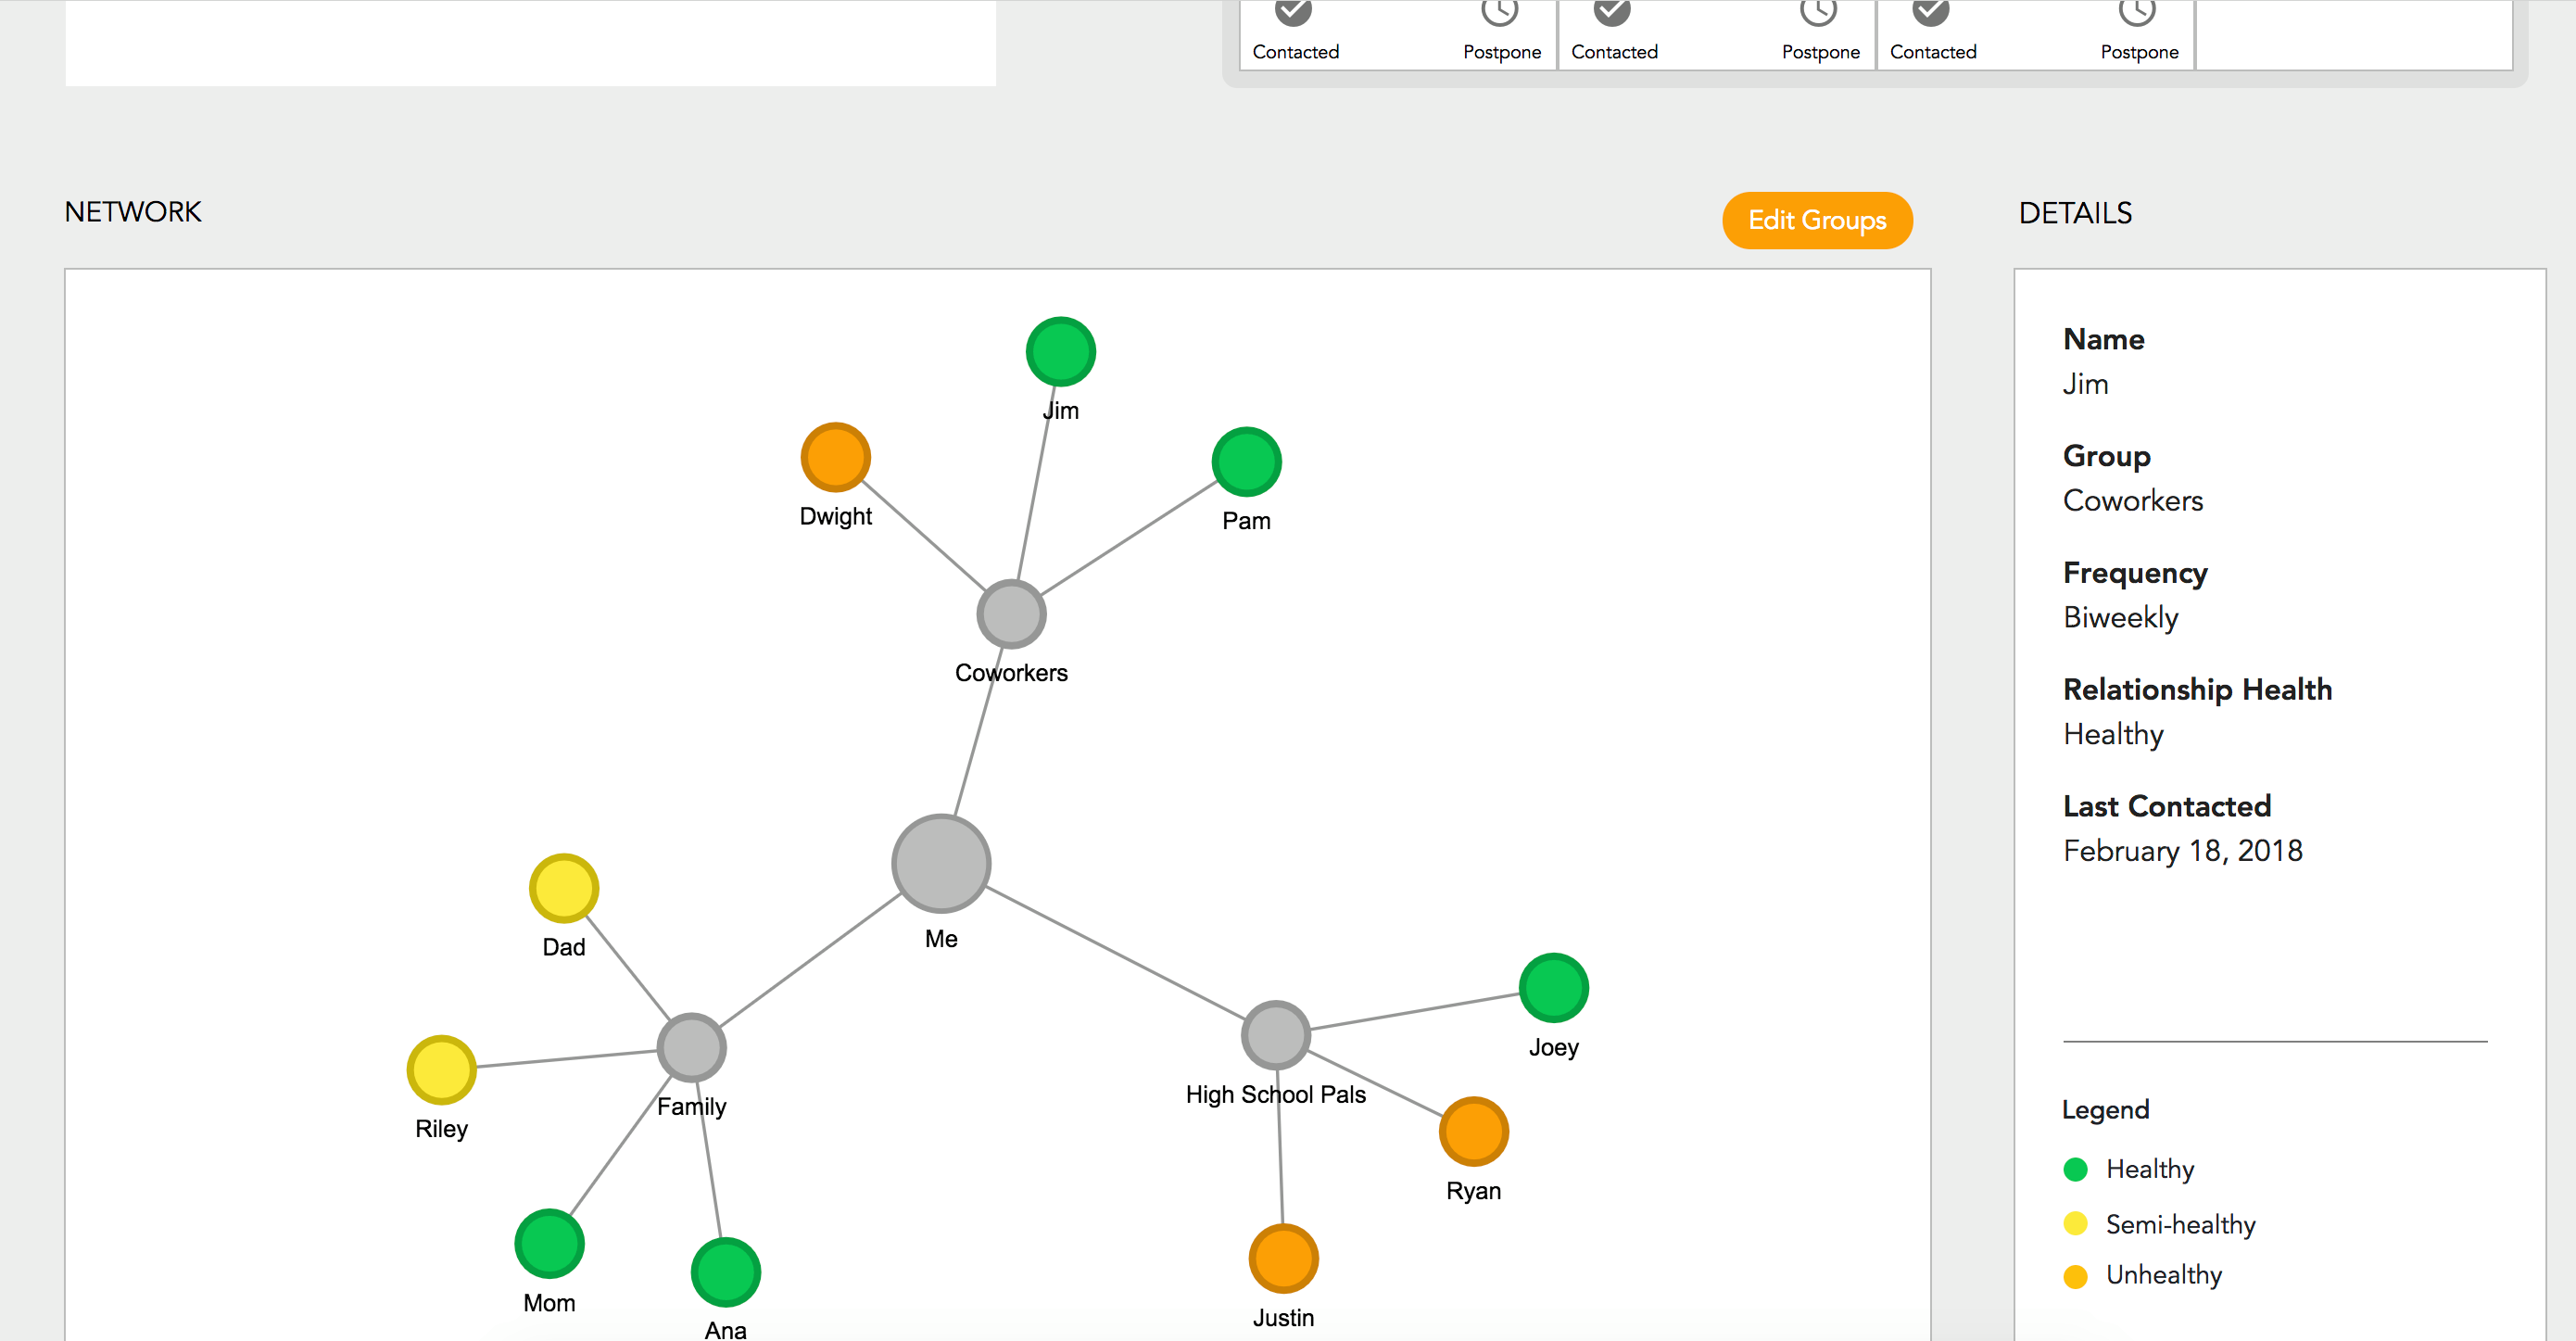 Contacted Postpone Contacted Postpone Contacted Postpone
NETWORK
Edit Groups
DETAILS
Jim
Dwight
Pam
Coworkers
Me
Dad
Riley
Family
Mom
Ana
High School Pals
Joey
Ryan
Justin
Name
Jim
Group
Coworkers
Frequency
Biweekly
Relationship Health
Healthy
Last Contacted
February 18, 2018
Legend
Healthy
Semi-healthy
Unhealthy